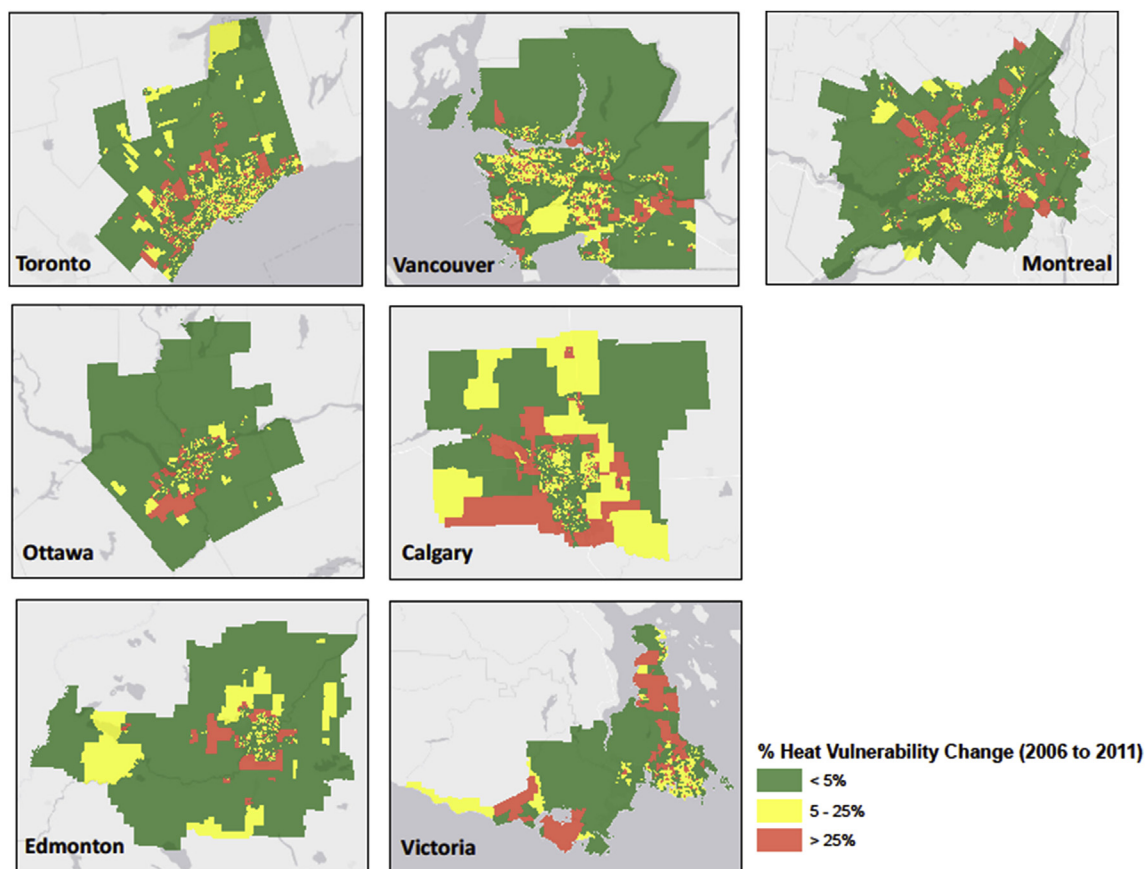 Toronto
Vancouver
Montreal
Ottawa
Calgary
Edmonton
Victoria
% Heat Vulnerability Change (2006 to 2011)
< 5%
5 - 25%
> 25%